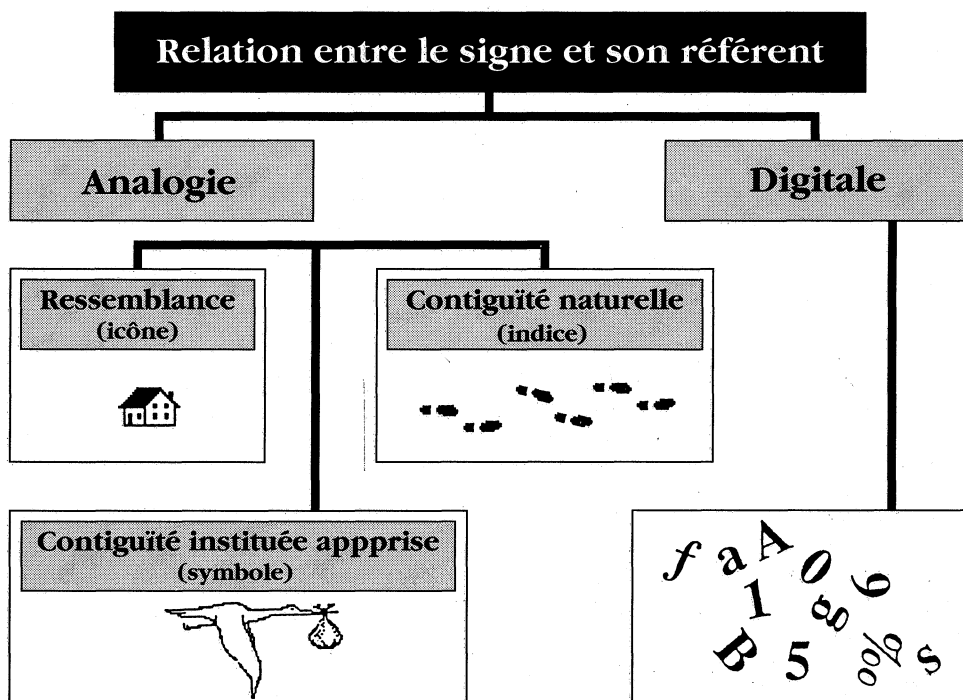 Relation entre le signe et son référent
Analogie
Digitale
Ressemblance
(icône)
Contiguïté naturelle
(indice)
Contiguïté instituée appprise
(symbole)
f a A 0 6
1 g
B 5 % s